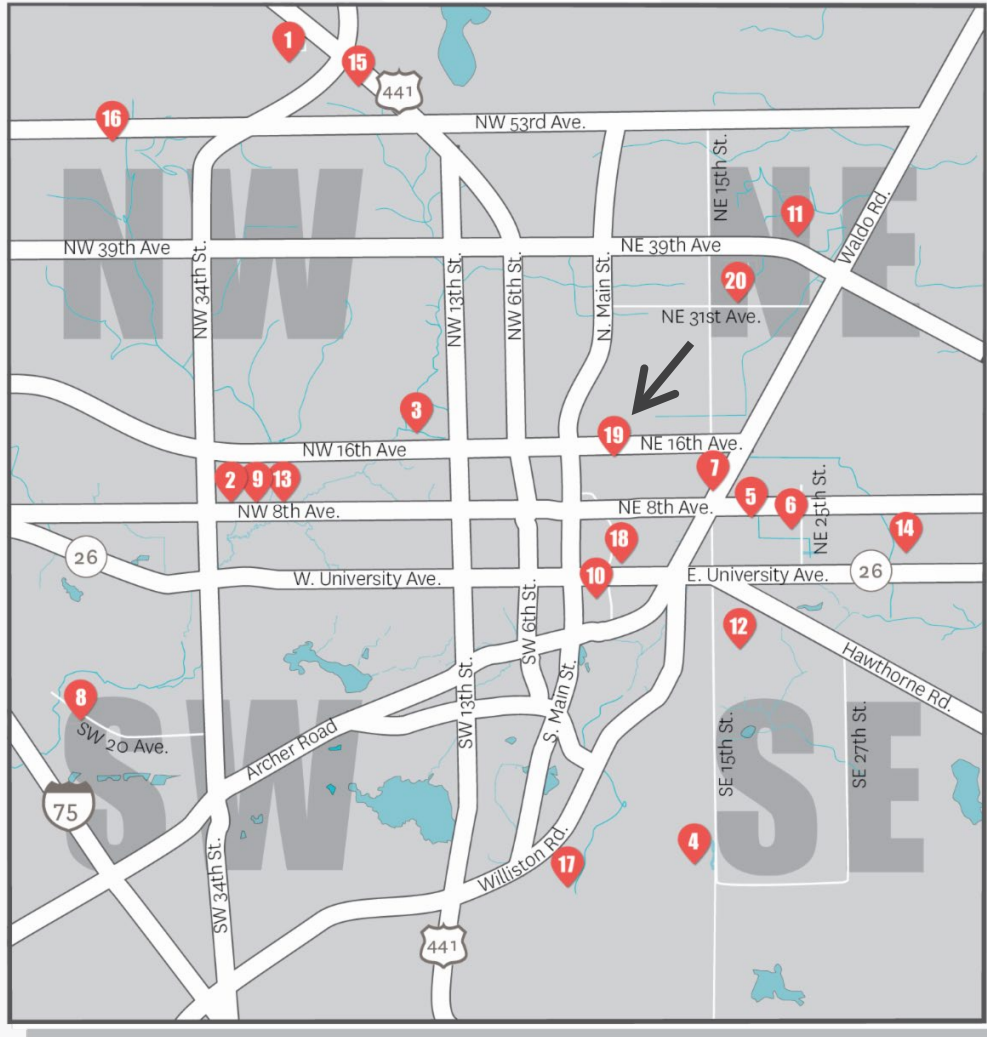 1
15
441
16
NW 53rd Ave.
NW
NE
NE 15th St.
11
Waldo Rd.
NW 39th Ave
NE 39th Ave
NW 34th St.
NW 13th St.
NW 6th St.
N. Main St.
20
NE 31st Ave.
3
19
NW 16th Ave
NE 16th Ave.
7
2
9
13
5
6
NE 25th St.
NW 8th Ave.
NE 8th Ave.
14
18
26
W. University Ave.
10
E. University Ave.
26
SW 6th St.
12
Hawthorne Rd.
8
SW 20 Ave.
SW
SE
Archer Road
SW 13th St.
S. Main St.
SE 15th St.
SE 27th St.
75
SW 34th St.
Williston Rd.
17
4
441